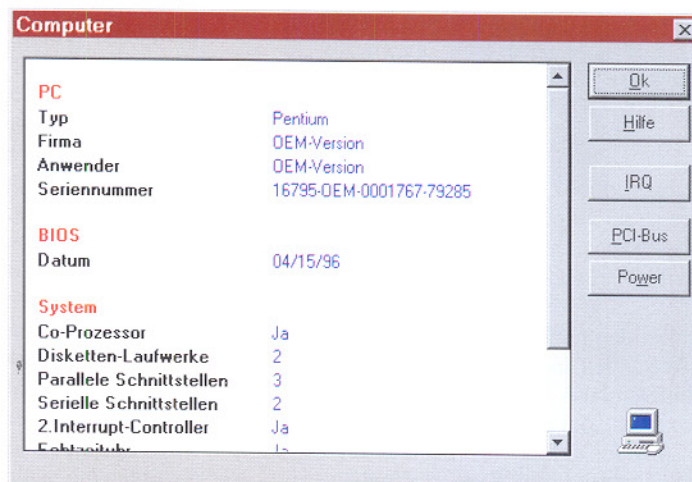 Computer
PC
Typ Pentium
Firma OEM-Version
Anwender OEM-Version
Seriennummer 16795-OEM-0001767-79285
BIOS
Datum 04/15/96
System
Co-Prozessor Ja
Disketten-Laufwerke 2
Parallele Schnittstellen 3
Serielle Schnittstellen 2
2.Interrupt-Controller Ja
Echtzeituhr Ja
Ok
Hilfe
IRQ
PCI-Bus
Power